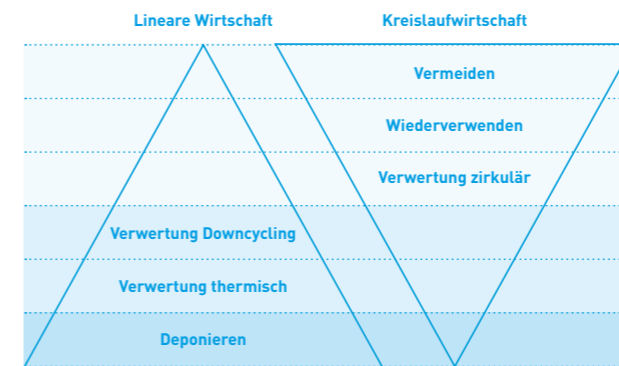 Lineare Wirtschaft
Kreislaufwirtschaft
Vermeiden
Wiederverwenden
Verwertung zirkulär
Verwertung Downcycling
Verwertung thermisch
Deponieren